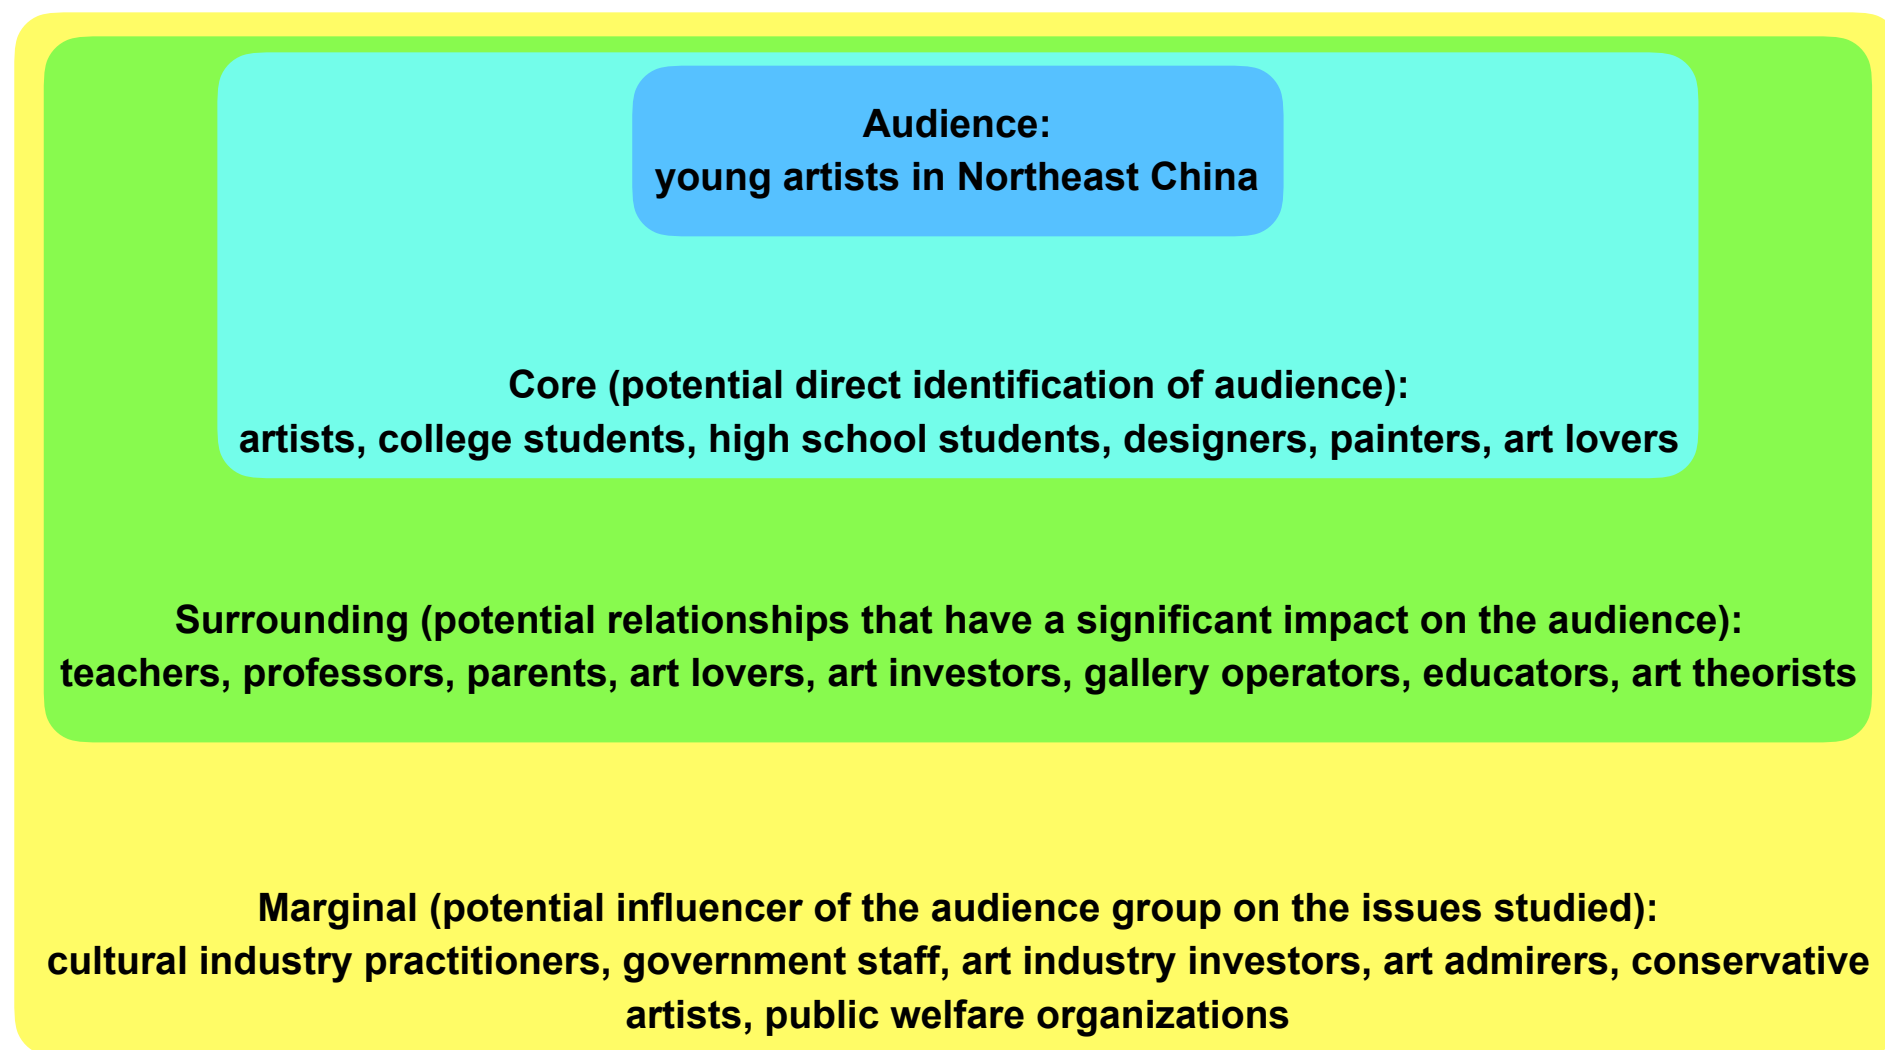 Audience:
young artists in Northeast China
Core (potential direct identification of audience):
artists, college students, high school students, designers, painters, art lovers
Surrounding (potential relationships that have a significant impact on the audience):
teachers, professors, parents, art lovers, art investors, gallery operators, educators, art theorists
Marginal (potential influencer of the audience group on the issues studied):
cultural industry practitioners, government staff, art industry investors, art admirers, conservative
artists, public welfare organizations